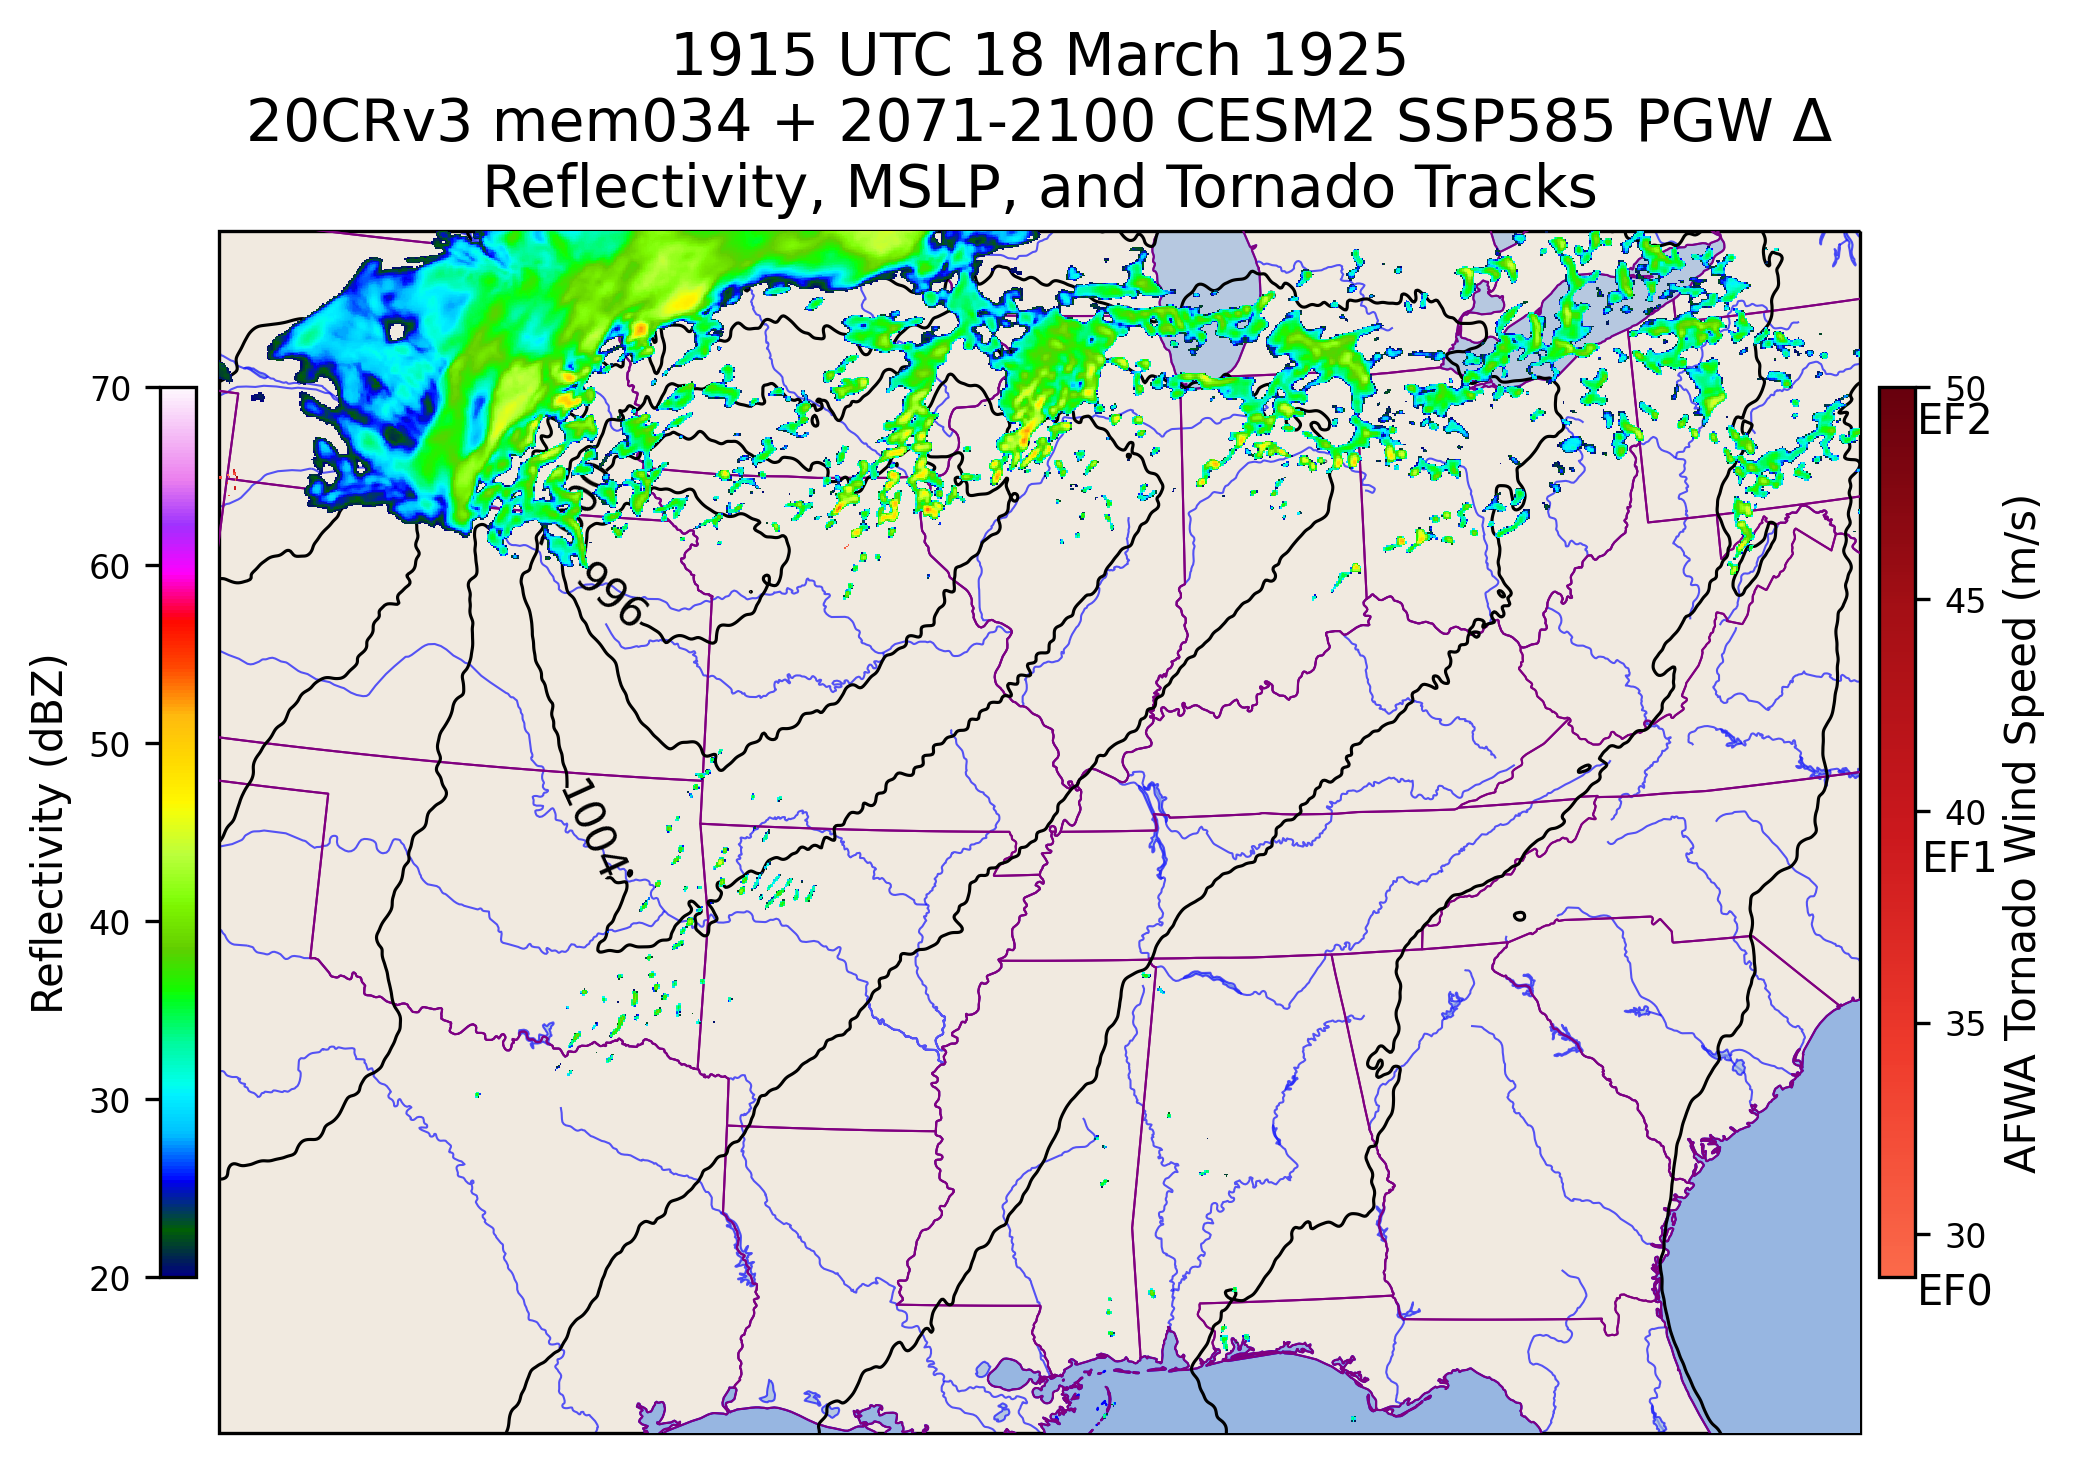 1915 UTC 18 March 1925
20CRv3 mem034 + 2071-2100 CESM2 SSP585 PGW Δ
Reflectivity, MSLP, and Tornado Tracks
70
60
50
40
30
20
Reflectivity (dBZ)
996
1004
50
EF2
45
40
EF1
35
30
EF0
AFWA Tornado Wind Speed (m/s)